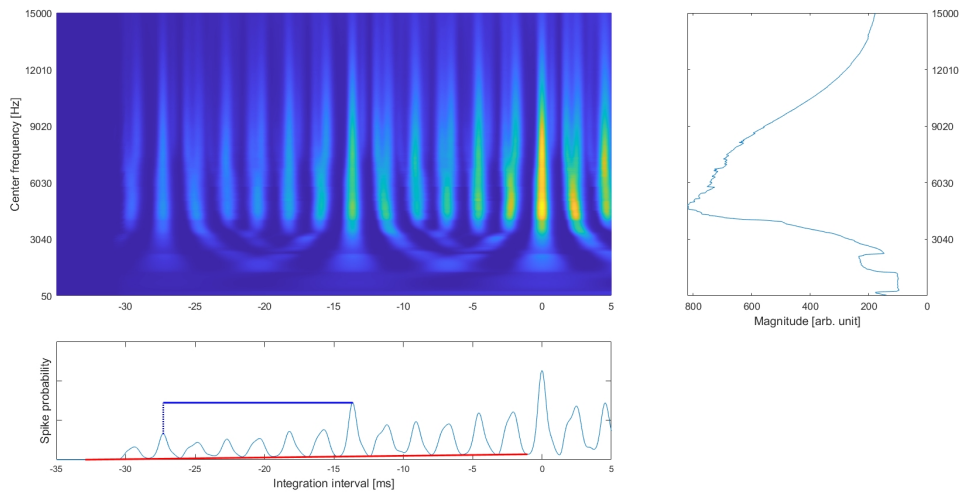 15000
12010
9020
6030
3040
50
Center frequency [Hz]
-30 -25 -20 -15 -10 -5 0 5
15000
12010
9020
6030
3040
800 600 400 200 0
Magnitude [arb. unit]
Spike probability
-35 -30 -25 -20 -15 -10 -5 0 5
Integration interval [ms]